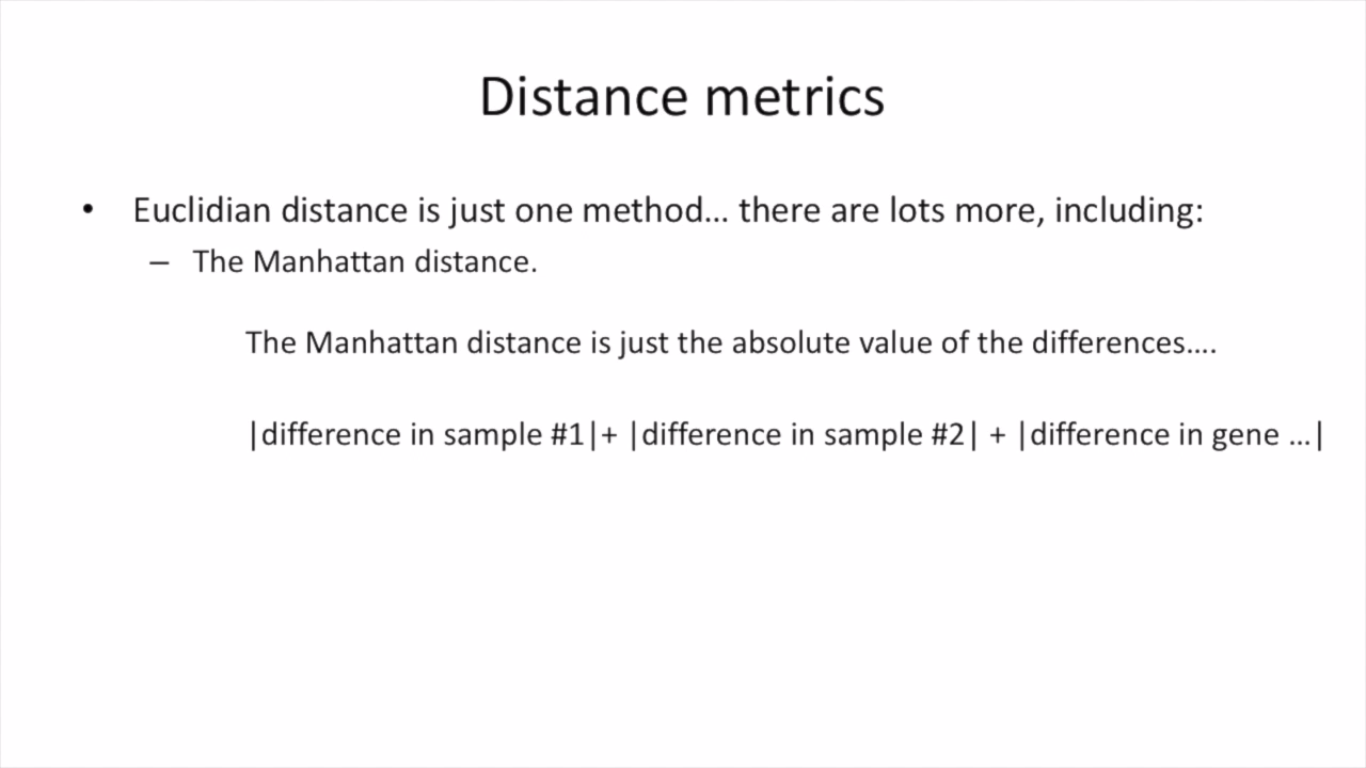 Distance metrics
• Euclidian distance is just one method... there are lots more, including:
– The Manhattan distance.
The Manhattan distance is just the absolute value of the differences....
|difference in sample #1|+ |difference in sample #2| + |difference in gene ...|